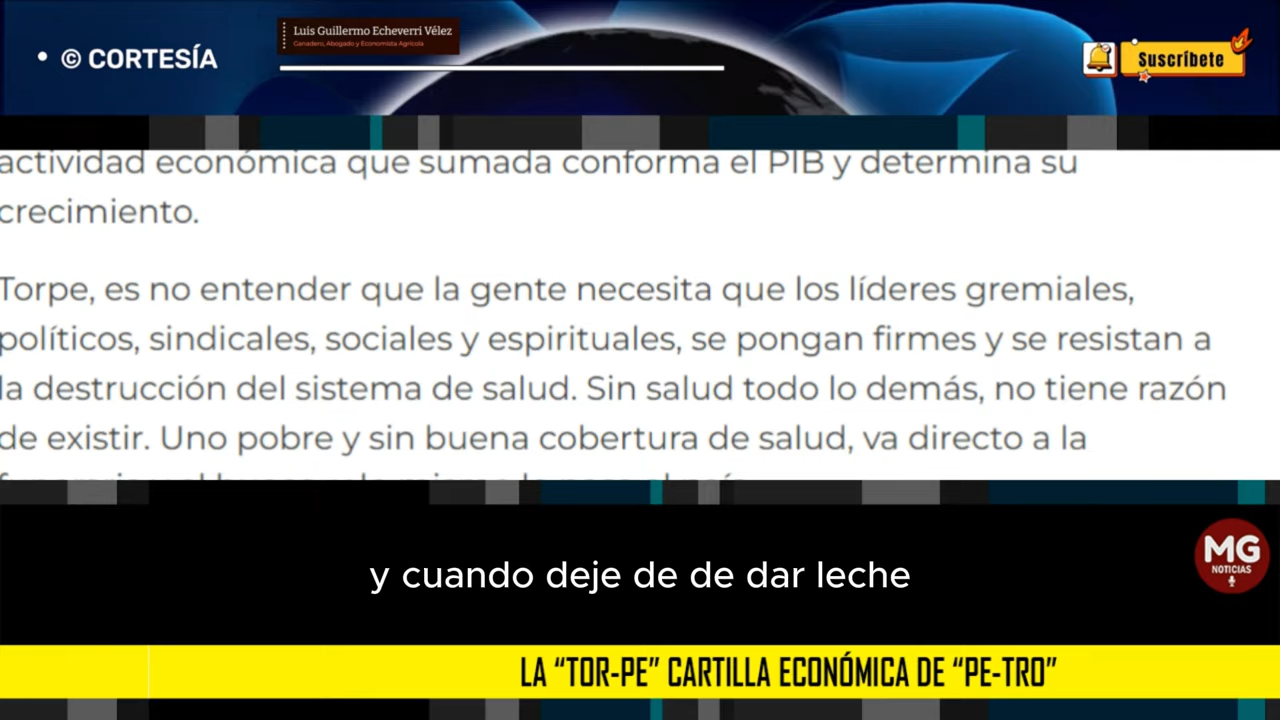 • © CORTESÍA
Luis Guillermo Echeverri Vélez
Ganadero, Abogado y Economista Agrícola
Suscríbete
actividad económica que sumada conforma el PIB y determina su
crecimiento.
Torpe, es no entender que la gente necesita que los líderes gremiales,
políticos, sindicales, sociales y espirituales, se pongan firmes y se resistan a
la destrucción del sistema de salud. Sin salud todo lo demás, no tiene razón
de existir. Uno pobre y sin buena cobertura de salud, va directo a la
y cuando deje de de dar leche
MG
NOTICIAS
LA “TOR-PE” CARTILLA ECONÓMICA DE “PE-TRO”